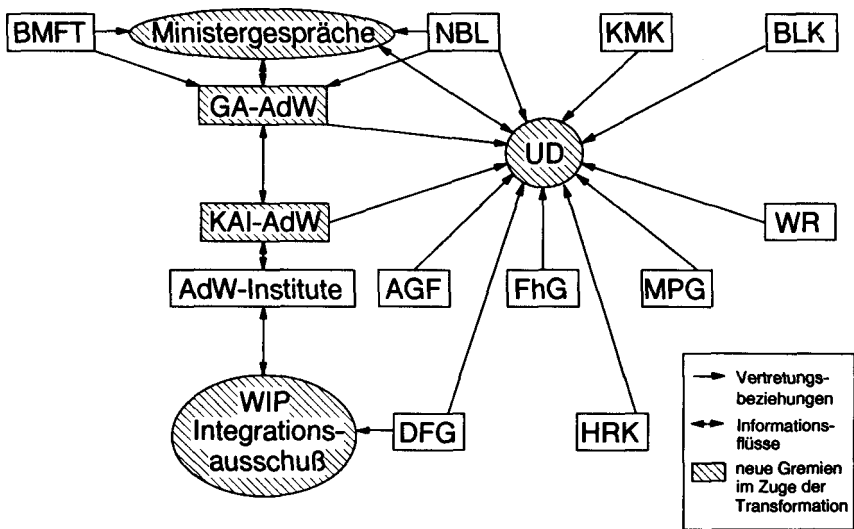 BMFT
Ministergespräche
NBL
KMK
BLK
GA-AdW
UD
KAI-AdW
WR
AdW-Institute
AGF
FhG
MPG
WIP
Integrations-
ausschuß
DFG
HRK
Vertretungs-
beziehungen
Informations-
flüsse
neue Gremien
im Zuge der
Transformation